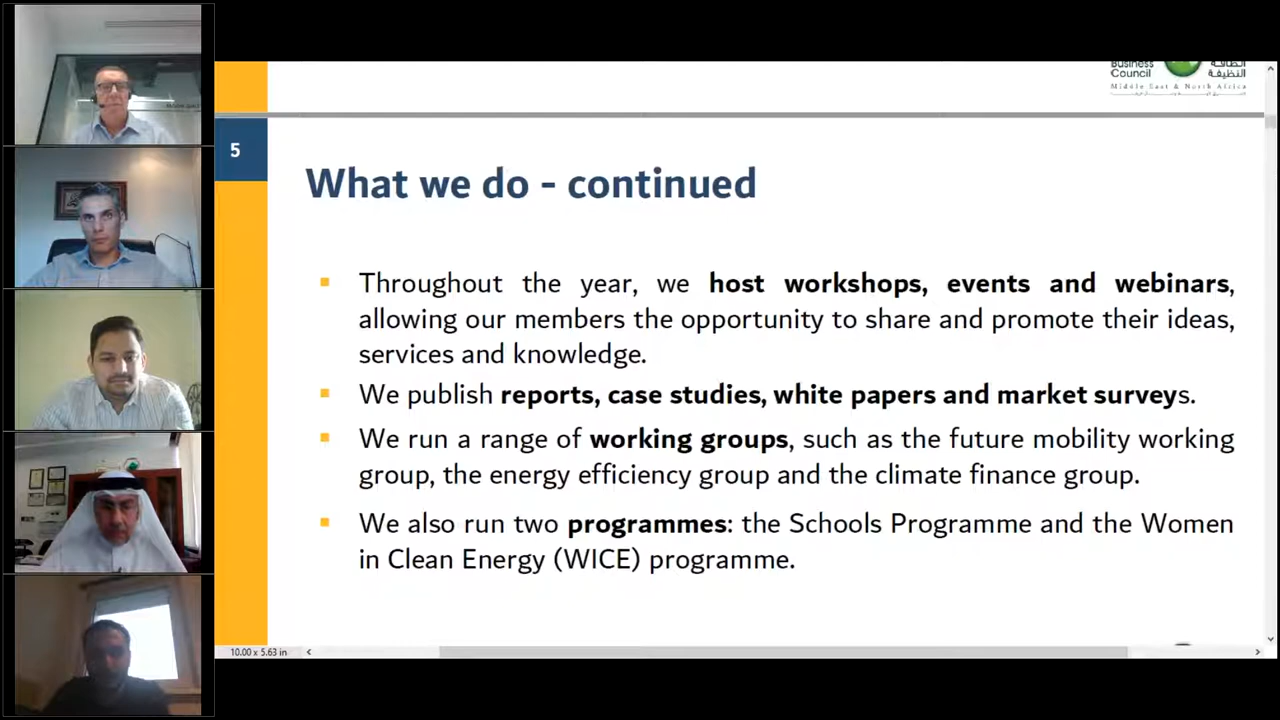 Business
Council
الطاقة
النظيفة
Middle East & North Africa
5
What we do - continued
▪ Throughout the year, we host workshops, events and webinars,
allowing our members the opportunity to share and promote their ideas,
services and knowledge.
▪ We publish reports, case studies, white papers and market surveys.
▪ We run a range of working groups, such as the future mobility working
group, the energy efficiency group and the climate finance group.
▪ We also run two programmes: the Schools Programme and the Women
in Clean Energy (WICE) programme.
10.00 x 5.63 in